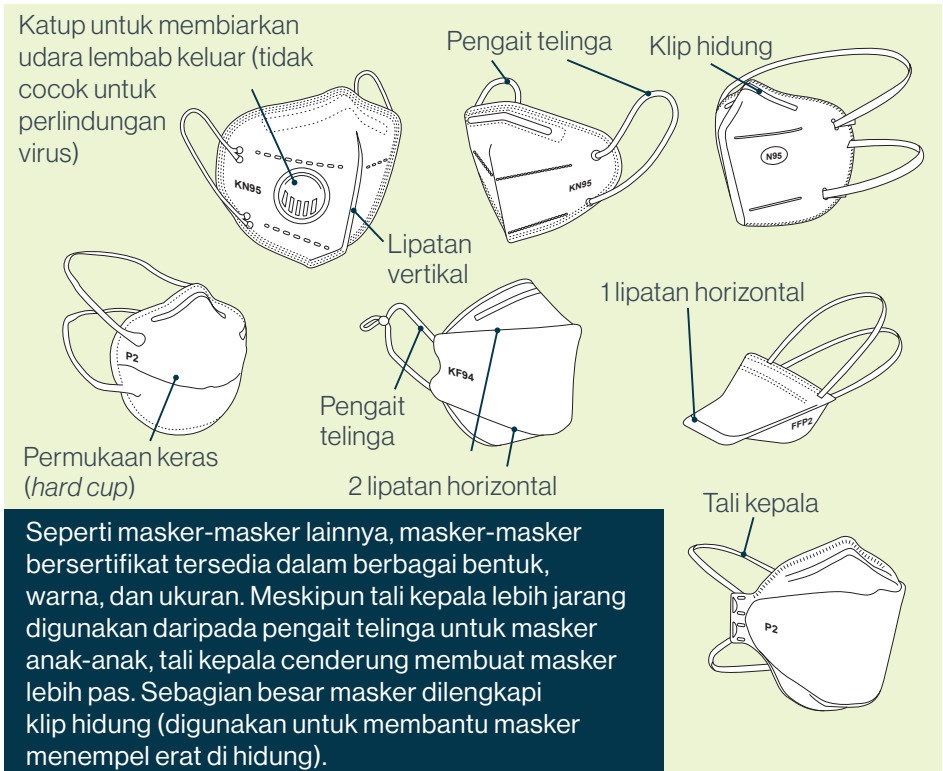 Katup untuk membiarkan
udara lembab keluar (tidak
cocok untuk
perlindungan
virus)
Pengait telinga
Klip hidung
KN95
KN95
N95
Lipatan
vertikal
P2
Permukaan keras
(hard cup)
KF94
Pengait
telinga
2 lipatan horizontal
1 lipatan horizontal
FFP2
Tali kepala
P2
Seperti masker-masker lainnya, masker-masker
bersertifikat tersedia dalam berbagai bentuk,
warna, dan ukuran. Meskipun tali kepala lebih jarang
digunakan daripada pengait telinga untuk masker
anak-anak, tali kepala cenderung membuat masker
lebih pas. Sebagian besar masker dilengkapi
klip hidung (digunakan untuk membantu masker
menempel erat di hidung).